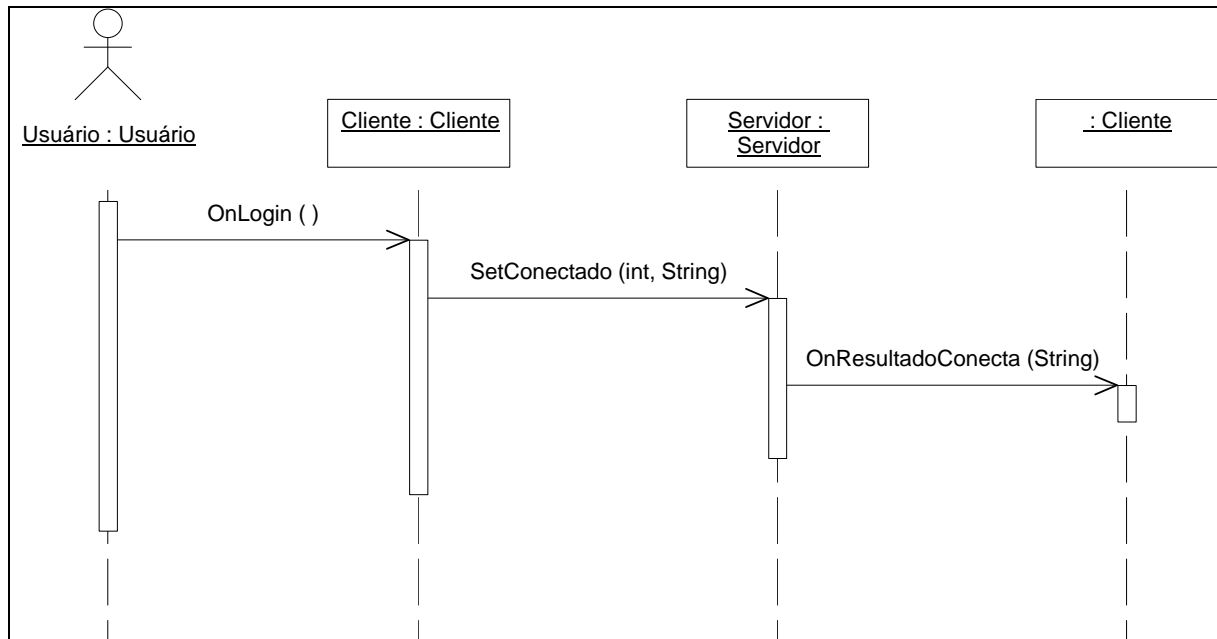 Usuário : Usuário
Cliente : Cliente
Servidor :
Servidor
: Cliente
OnLogin ( )
SetConectado (int, String)
OnResultadoConecta (String)